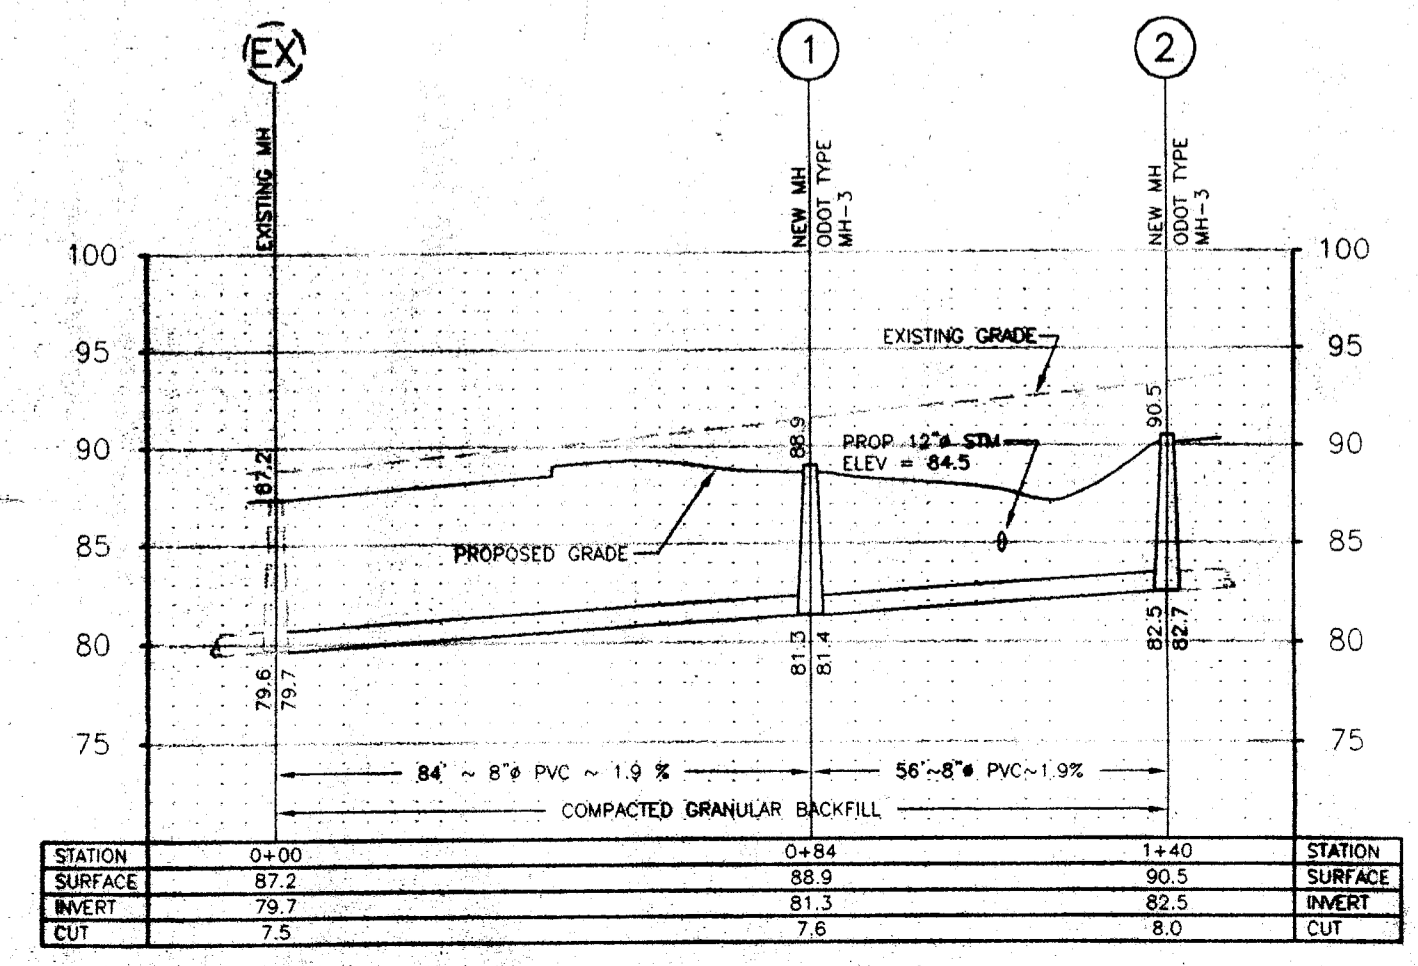 EX
1
2
EXISTING MH
NEW MH
ODOT TYPE
MH-3
NEW MH
ODOT TYPE
MH-3
100
100
95
95
90
90
85
85
80
80
75
75
EXISTING GRADE
87.2
88.9
90.5
PROP 12"ø STM
ELEV = 84.5
PROPOSED GRADE
79.6
79.7
81.3
81.4
82.5
82.7
84' ~ 8"ø PVC ~ 1.9 %
56'~8"ø PVC~1.9%
COMPACTED GRANULAR BACKFILL
STATION 0+00 0+84 1+40 STATION
SURFACE 87.2 88.9 90.5 SURFACE
INVERT 79.7 81.3 82.5 INVERT
CUT 7.5 7.6 8.0 CUT